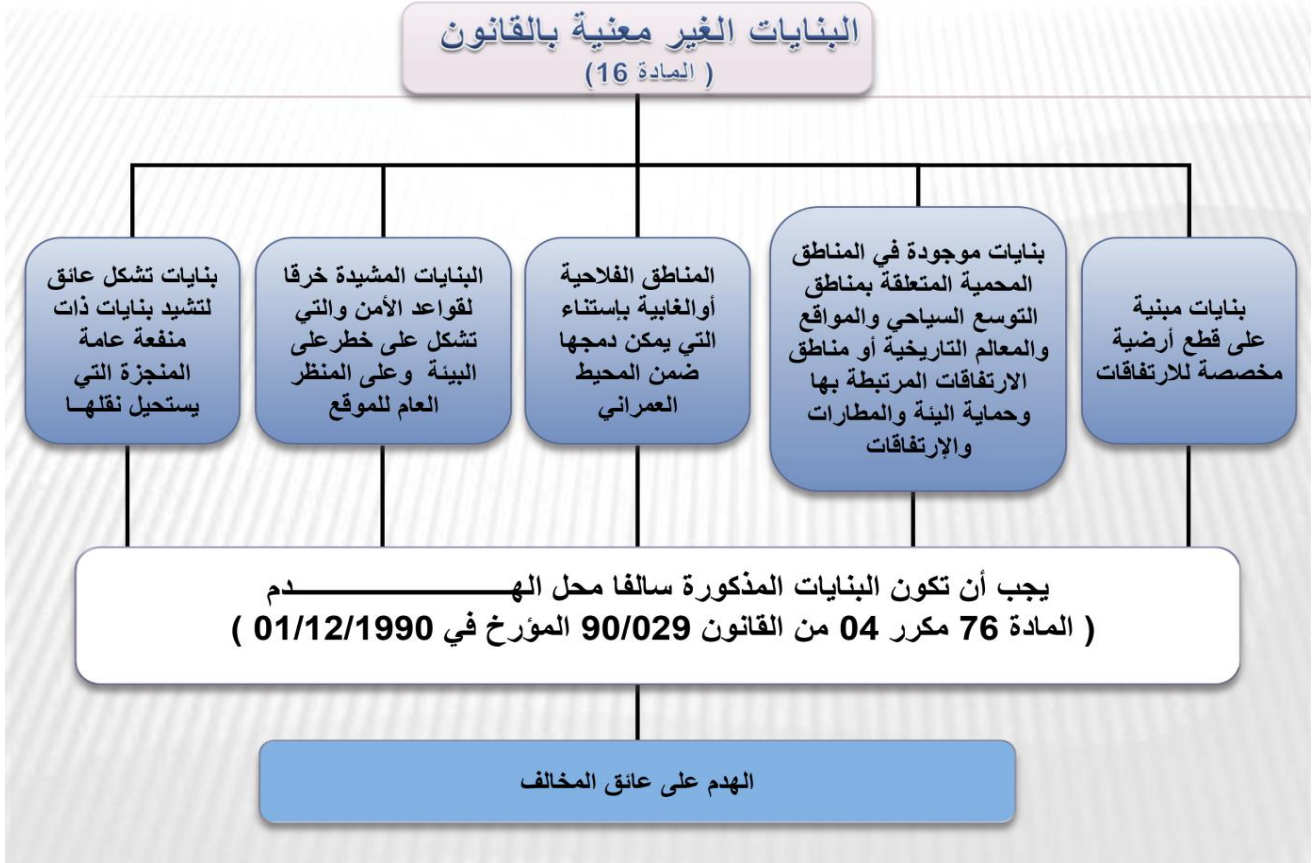 البنايات الغير معنية بالقانون
( المادة 16)
بنايات مبنية
على قطع أرضية
مخصصة للارتفاقات
بنايات موجودة في المناطق
المحمية المتعلقة بمناطق
التوسع السياحي والمواقع
والمعالم التاريخية أو مناطق
الارتفاقات المرتبطة بها
وحماية اليئة والمطارات
والإرتفاقات
المناطق الفلاحية
أوالغابية بإستناء
التي يمكن دمجها
ضمن المحيط
العمراني
البنايات المشيدة خرقا
لقواعد الأمن والتي
تشكل على خطرعلى
البيئة وعلى المنظر
العام للموقع
بنايات تشكل عائق
لتشيد بنايات ذات
منفعة عامة
المنجزة التي
يستحيل نقلهـا
يجب أن تكون البنايات المذكورة سالفا محل الهـــــــــــدم
( المادة 76 مكرر 04 من القانون 90/029 المؤرخ في 01/12/1990 )
الهدم على عائق المخالف